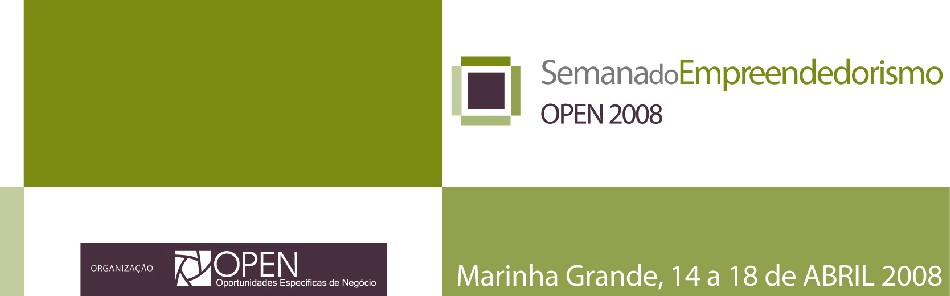 SemanadoEmpreendedorismo
OPEN 2008
ORGANIZAÇÃO
OPEN
Oportunidades Específicas de Negócio
Marinha Grande, 14 a 18 de ABRIL 2008